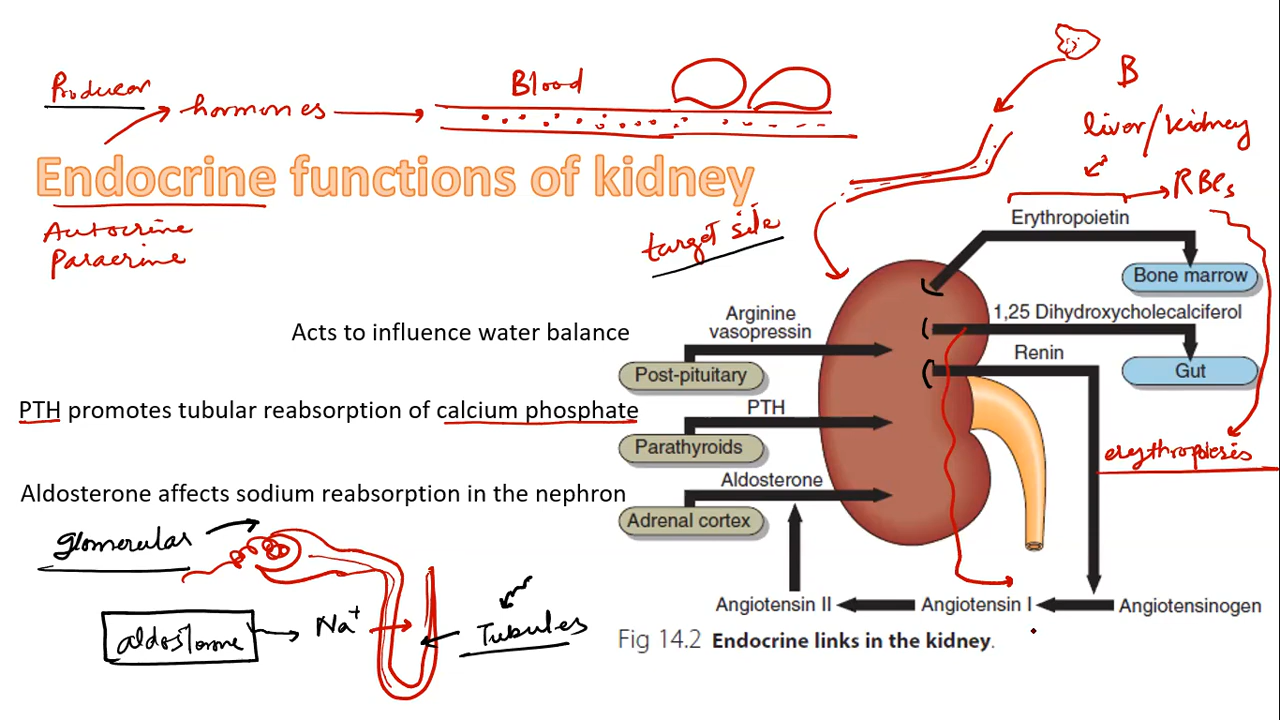 Producer
hormones
Blood
B
liver/kidney
RBCs
Endocrine functions of kidney
Autocrine
Paracrine
target site
Erythropoietin
Bone marrow
Arginine
vasopressin
1,25 Dihydroxycholecalciferol
Acts to influence water balance
Renin
Post-pituitary
Gut
PTH promotes tubular reabsorption of calcium phosphate
PTH
Parathyroids
erythropoiesis
Aldosterone affects sodium reabsorption in the nephron
Aldosterone
Adrenal cortex
glomerular
Angiotensin II
Angiotensin I
Angiotensinogen
aldosterone
Na+
Tubules
Fig 14.2 Endocrine links in the kidney.